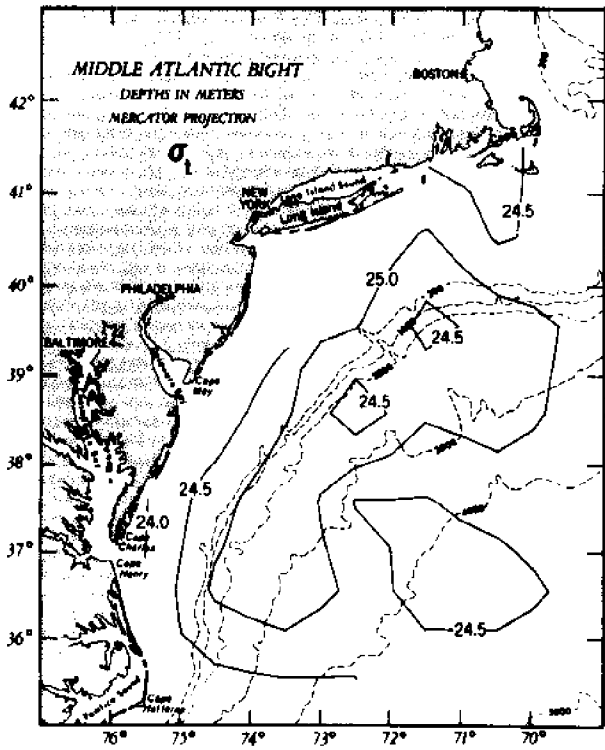 MIDDLE ATLANTIC BIGHT
DEPTHS IN METERS
MERCATOR PROJECTION
σt
BOSTON
Cape Cod
42°
41°
40°
39°
38°
37°
36°
NEW YORK
Long Island Sound
Long Island
24.5
25.0
200
PHILADELPHIA
BALTIMORE
24.5
Cape May
24.5
24.5
24.0
Cape Charles
Cape Henry
24.5
Pamlico Sound
Cape Hatteras
76°
75°
74°
73°
72°
71°
70°